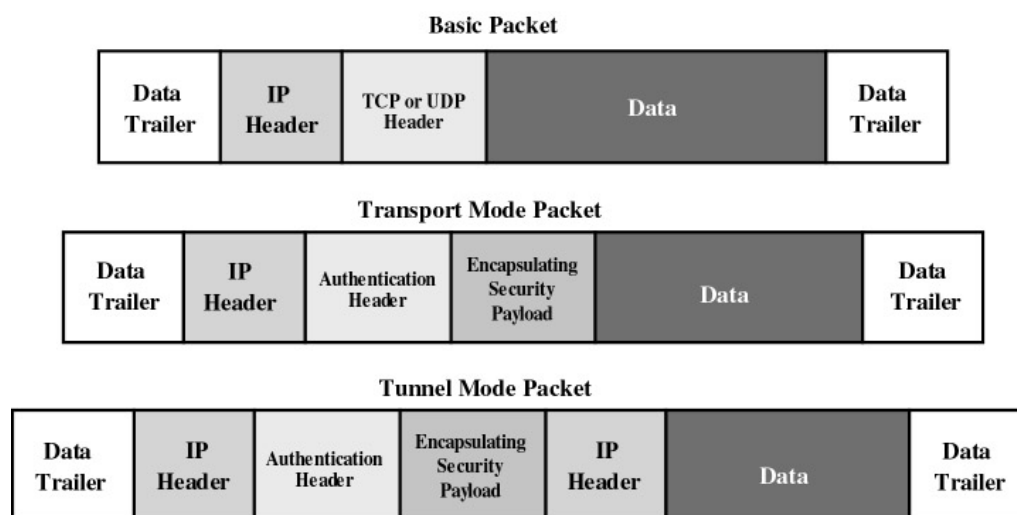 Basic Packet
Data
Trailer
IP
Header
TCP or UDP
Header
Data
Data
Trailer
Transport Mode Packet
Data
Trailer
IP
Header
Authentication
Header
Encapsulating
Security
Payload
Data
Data
Trailer
Tunnel Mode Packet
Data
Trailer
IP
Header
Authentication
Header
Encapsulating
Security
Payload
IP
Header
Data
Data
Trailer